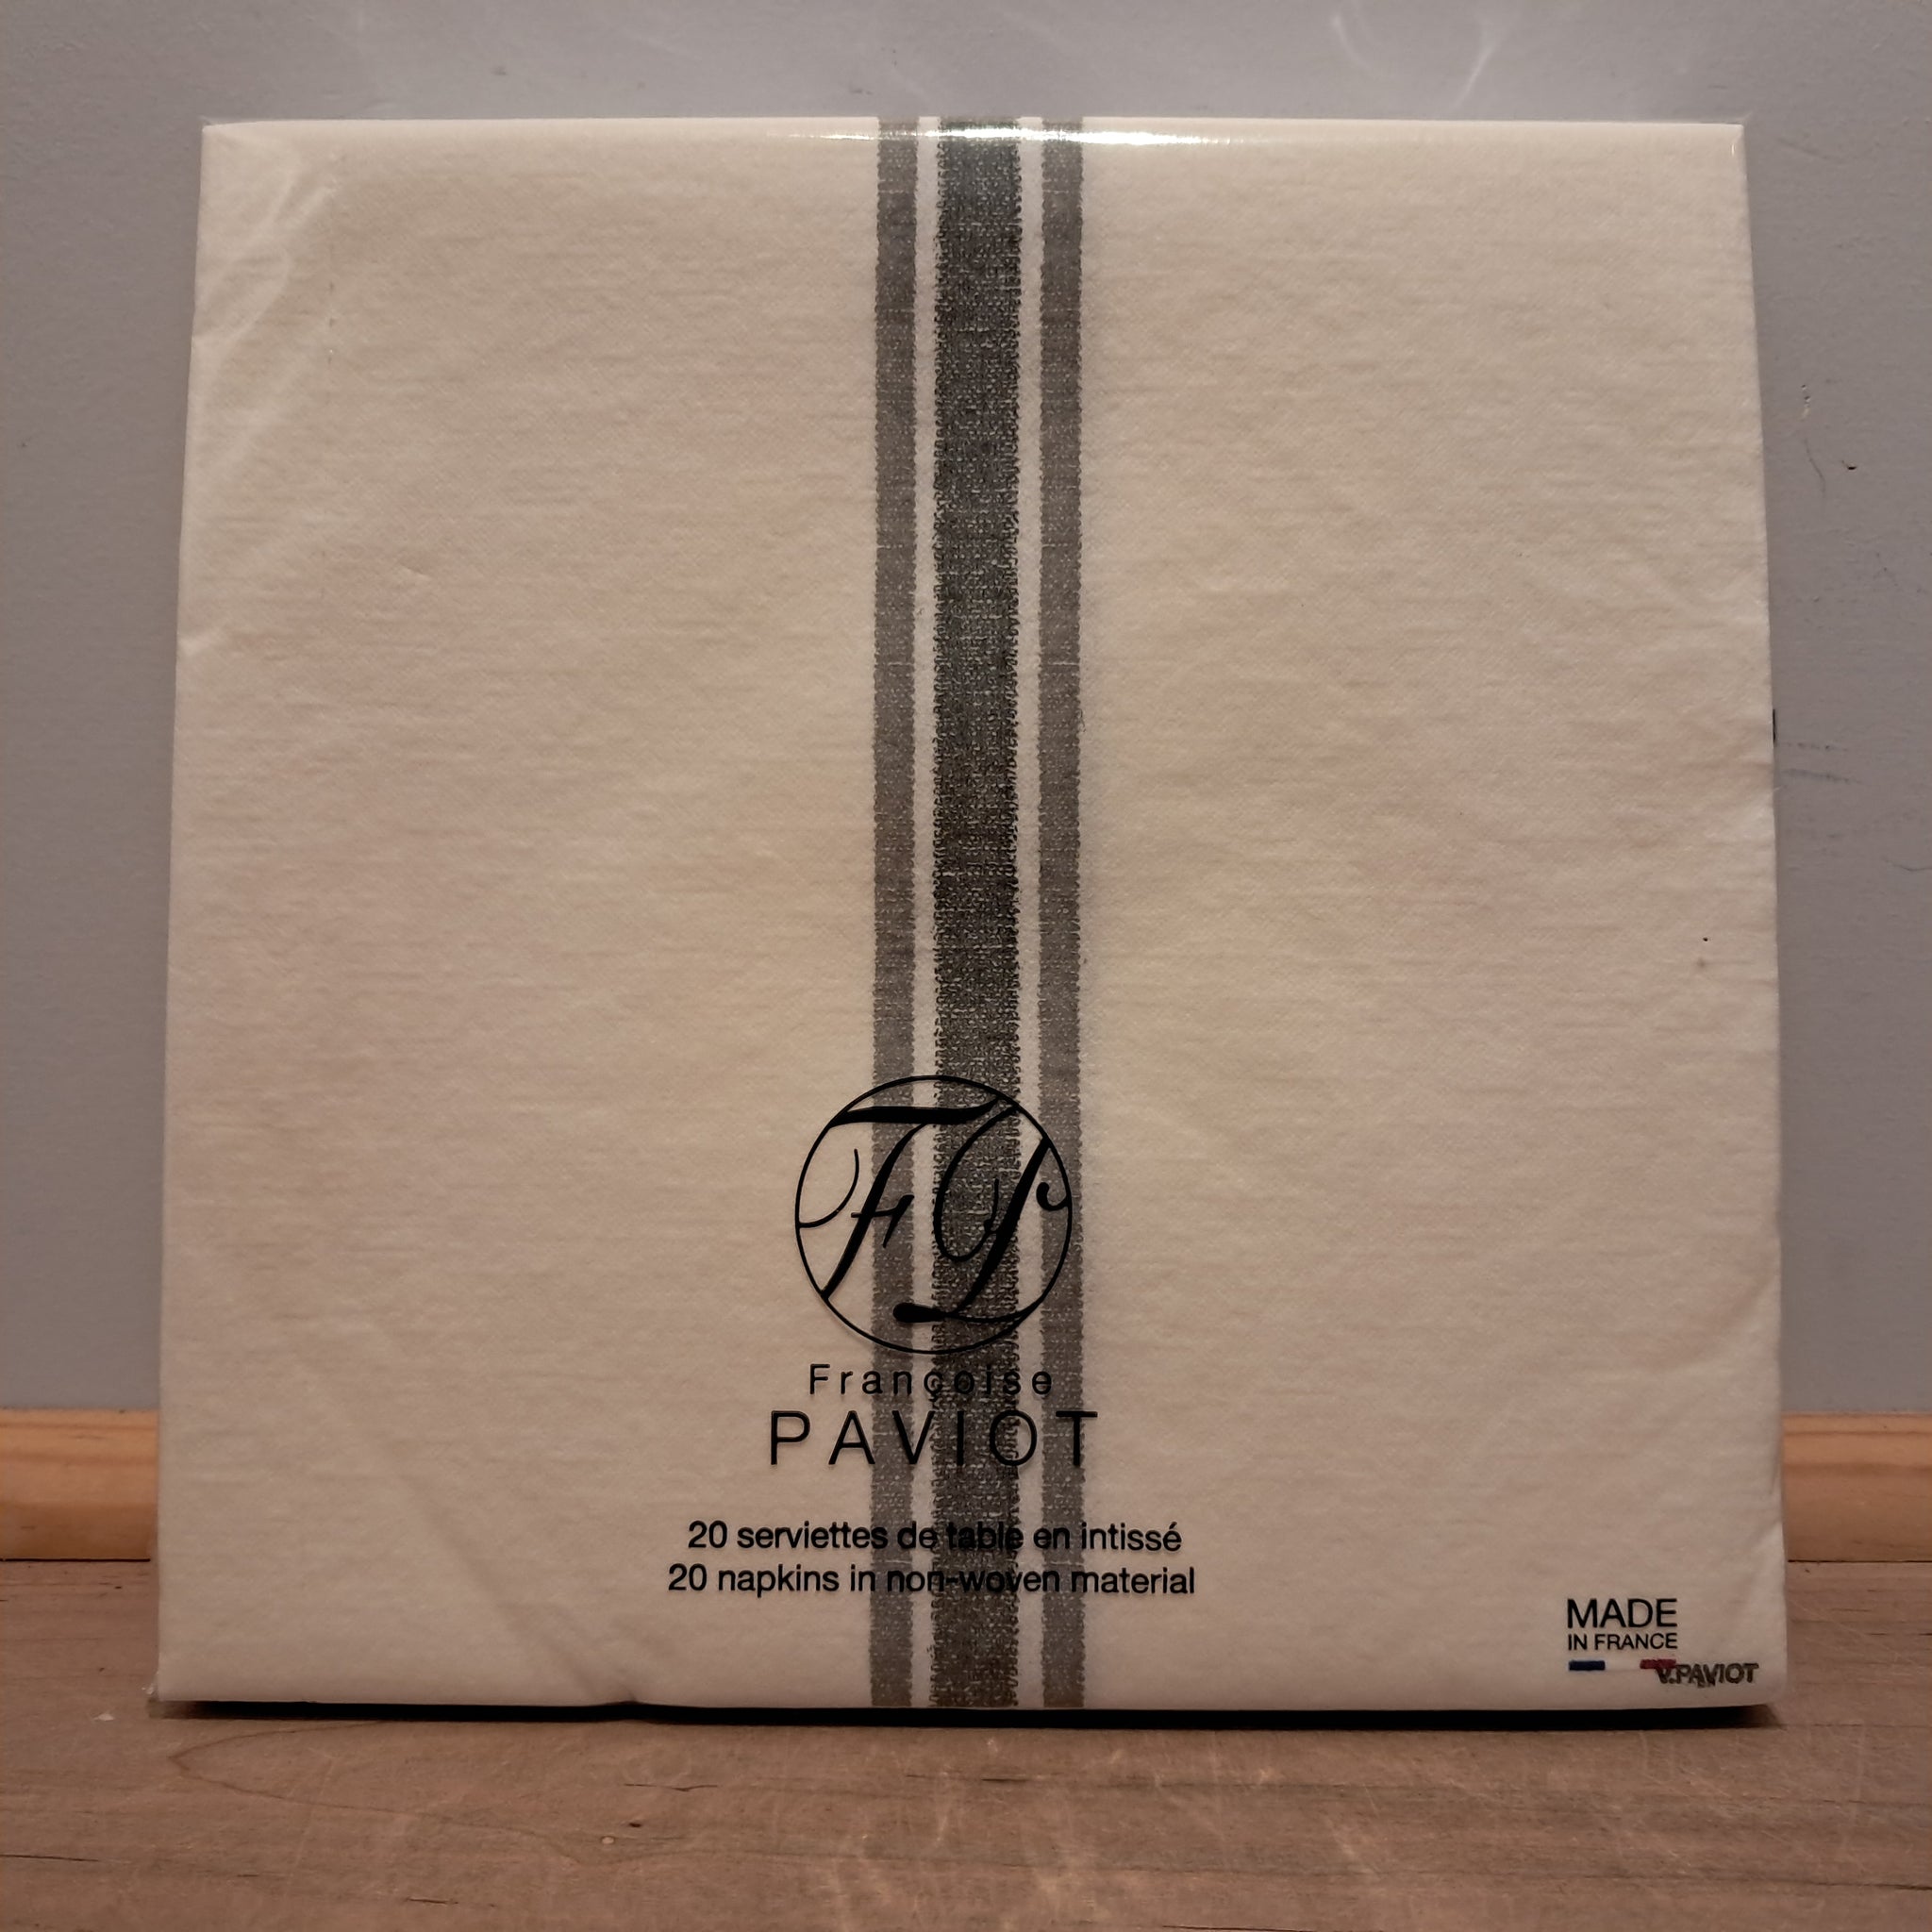 FP
Françoise
PAVIOT
20 serviettes de table en intissé
20 napkins in non-woven material
MADE
IN FRANCE
V.PAVIOT